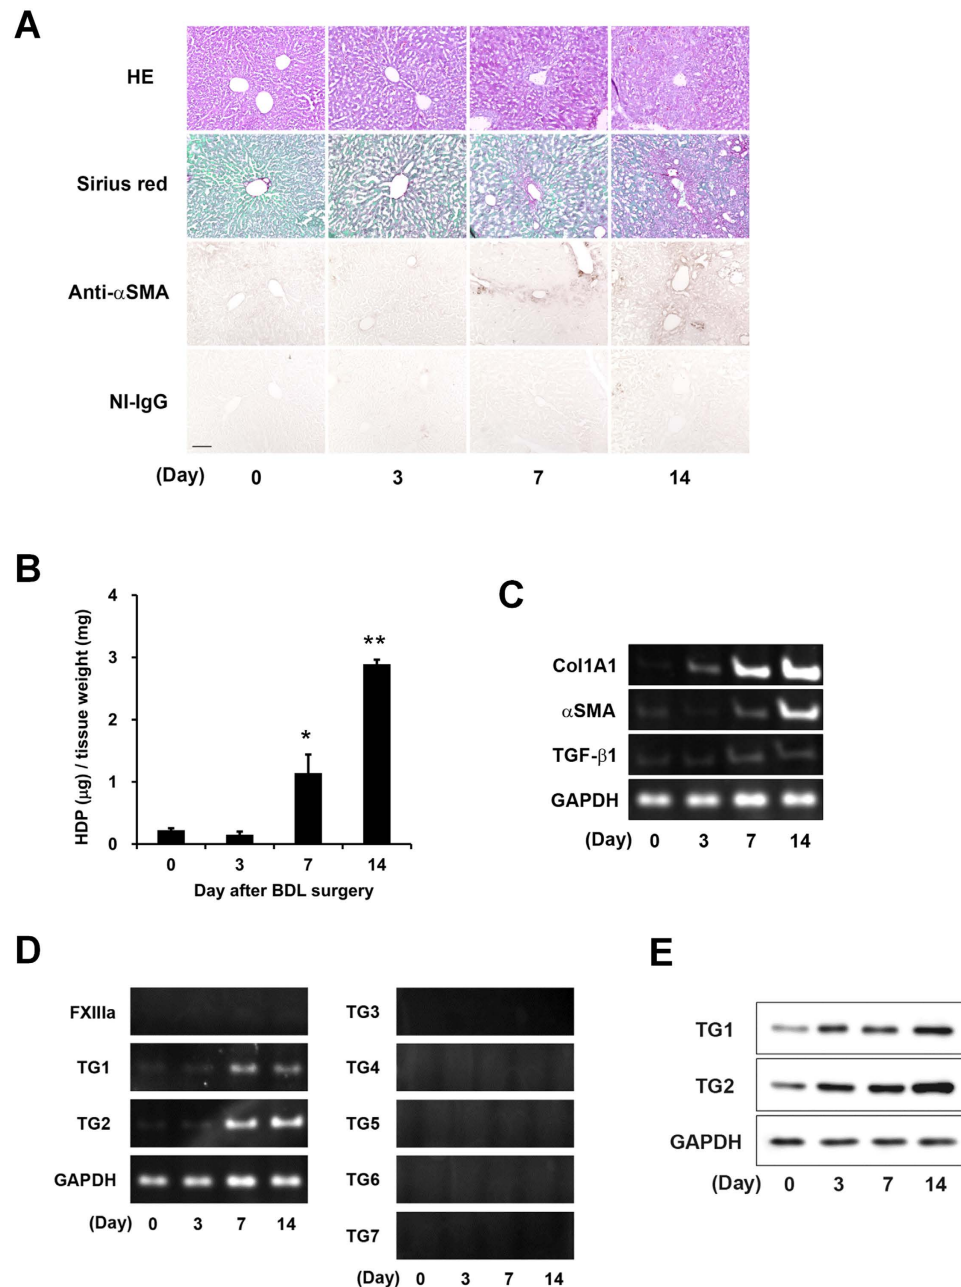 A
HE
Sirius red
Anti-αSMA
NI-IgG
(Day) 0 3 7 14
B
HDP (μg) / tissue weight (mg)
4
3
2
1
0
*
**
0 3 7 14
Day after BDL surgery
C
Col1A1
αSMA
TGF-β1
GAPDH
(Day) 0 3 7 14
D
FXIIIa
TG1
TG2
GAPDH
(Day) 0 3 7 14
TG3
TG4
TG5
TG6
TG7
0 3 7 14
E
TG1
TG2
GAPDH
(Day) 0 3 7 14